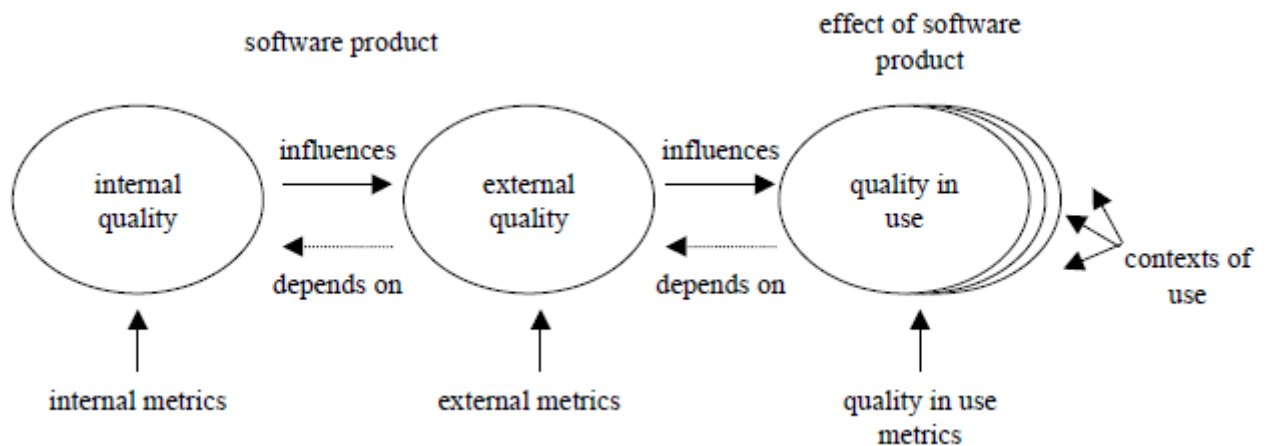 software product
effect of software
product
internal
quality
influences
depends on
external
quality
influences
depends on
quality in
use
contexts of
use
internal metrics
external metrics
quality in use
metrics